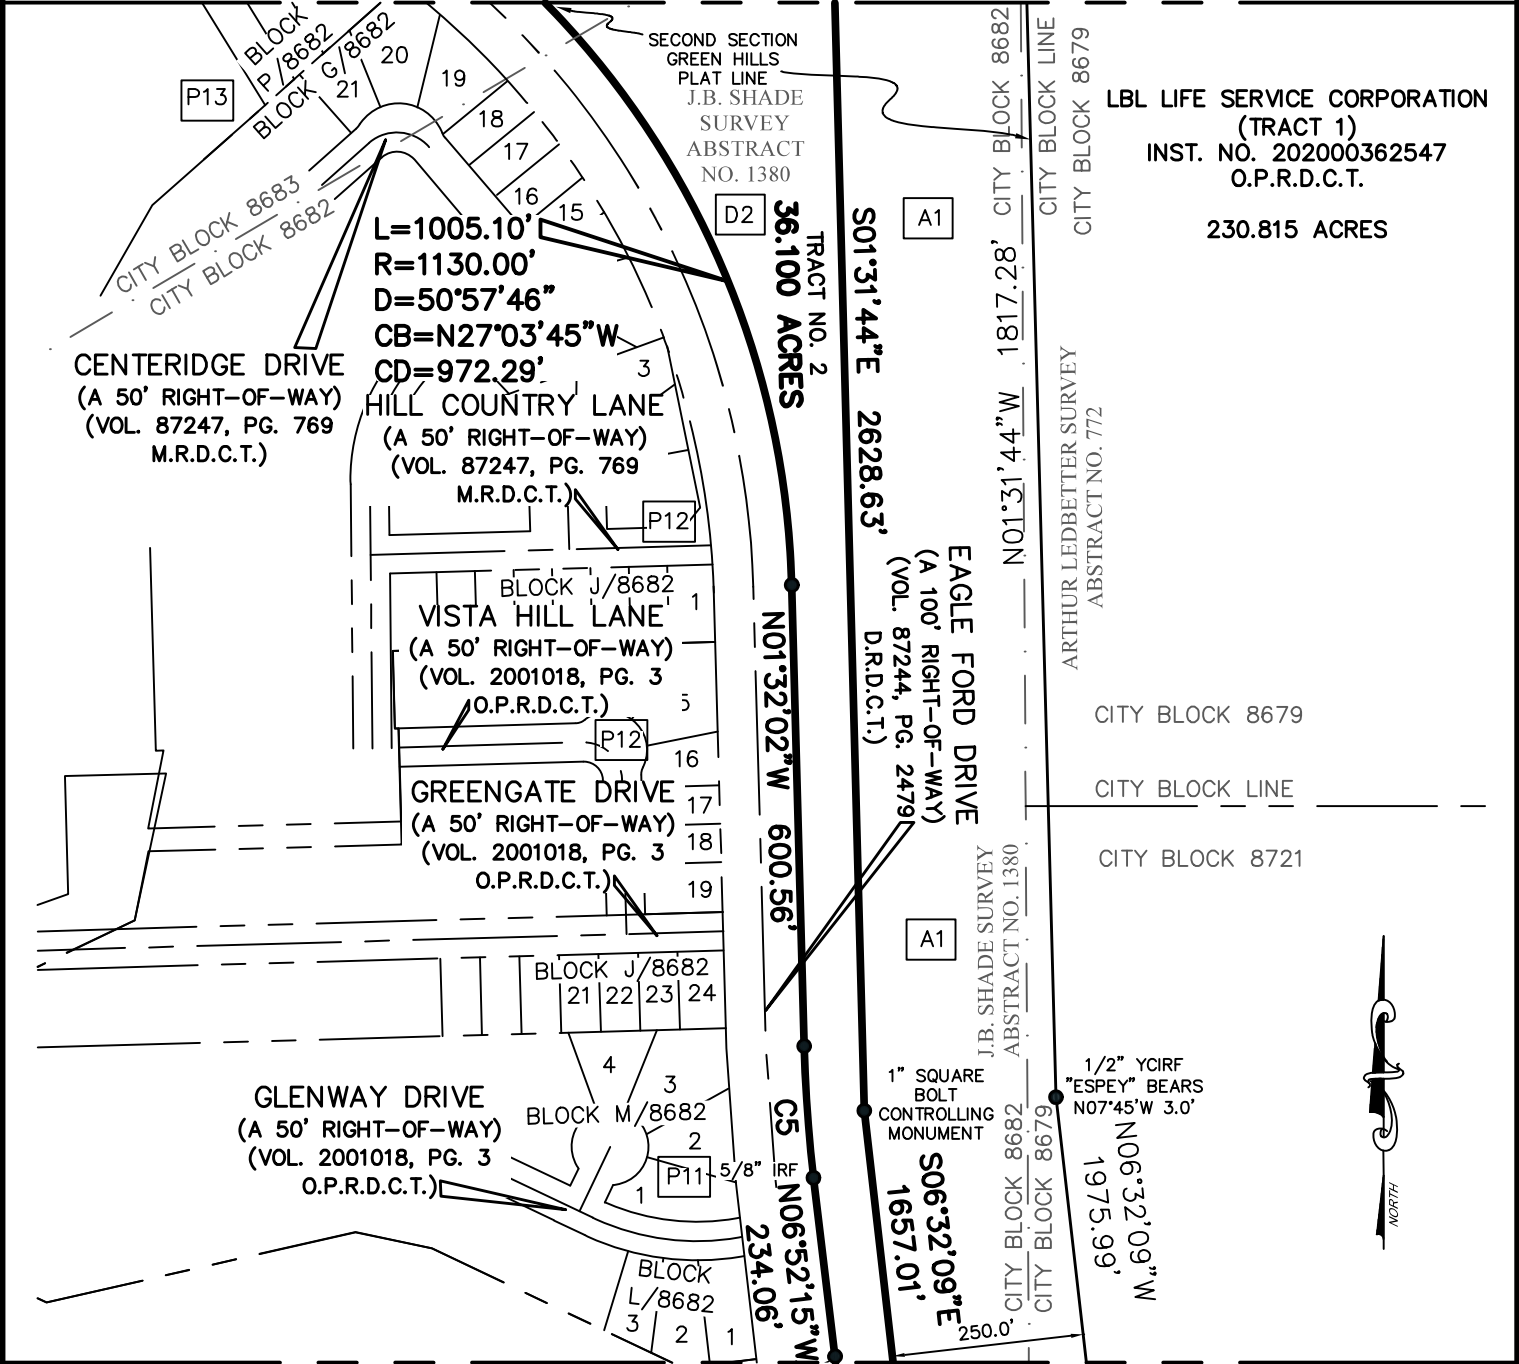 BLOCK
P/8682
BLOCK G/8682
20
21
19
18
17
16
15
P13
SECOND SECTION
GREEN HILLS
PLAT LINE
J.B. SHADE
SURVEY
ABSTRACT
NO. 1380
D2
A1
CITY BLOCK 8682
CITY BLOCK LINE
CITY BLOCK 8679
LBL LIFE SERVICE CORPORATION
(TRACT 1)
INST. NO. 202000362547
O.P.R.D.C.T.
230.815 ACRES
CITY BLOCK 8683
CITY BLOCK 8682
L=1005.10'
R=1130.00'
D=50°57'46"
CB=N27°03'45"W
CD=972.29'
TRACT NO. 2
36.100 ACRES
S01°31'44"E 2628.63'
N01°31'44"W 1817.28'
CENTERIDGE DRIVE
(A 50' RIGHT-OF-WAY)
(VOL. 87247, PG. 769
M.R.D.C.T.)
3
HILL COUNTRY LANE
(A 50' RIGHT-OF-WAY)
(VOL. 87247, PG. 769
M.R.D.C.T.)
P12
ARTHUR LEDBETTER SURVEY
ABSTRACT NO. 772
BLOCK J/8682
1
VISTA HILL LANE
(A 50' RIGHT-OF-WAY)
(VOL. 2001018, PG. 3
O.P.R.D.C.T.)
5
P12
16
17
18
19
GREENGATE DRIVE
(A 50' RIGHT-OF-WAY)
(VOL. 2001018, PG. 3
O.P.R.D.C.T.)
N01°32'02"W 600.56'
EAGLE FORD DRIVE
(A 100' RIGHT-OF-WAY)
(VOL. 87244, PG. 2479
D.R.D.C.T.)
CITY BLOCK 8679
CITY BLOCK LINE
CITY BLOCK 8721
A1
J.B. SHADE SURVEY
ABSTRACT NO. 1380
BLOCK J/8682
21
22
23
24
4
3
BLOCK M/8682
2
1
P11
5/8" IRF
C5
GLENWAY DRIVE
(A 50' RIGHT-OF-WAY)
(VOL. 2001018, PG. 3
O.P.R.D.C.T.)
1" SQUARE
BOLT
CONTROLLING
MONUMENT
1/2" YCIRF
"ESPEY" BEARS
N07°45'W 3.0'
CITY BLOCK 8682
CITY BLOCK 8679
N06°32'09"W
1975.99'
S06°32'09"E
1657.01'
N06°52'15"W
234.06'
250.0'
BLOCK
L/8682
3
2
1
NORTH